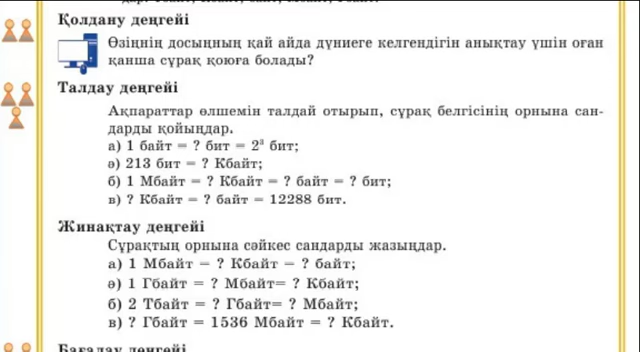 Қолдану деңгейі
Өзіңнің досыңның қай айда дүниеге келгендігін анықтау үшін оған
қанша сұрақ қоюға болады?
Талдау деңгейі
Ақпараттар өлшемін талдай отырып, сұрақ белгісінің орнына сан-
дарды қойыңдар.
а) 1 байт = ? бит = 2³ бит;
ә) 213 бит = ? Кбайт;
б) 1 Мбайт = ? Кбайт = ? байт = ? бит;
в) ? Кбайт = ? байт = 12288 бит.
Жинақтау деңгейі
Сұрақтың орнына сәйкес сандарды жазыңдар.
а) 1 Мбайт = ? Кбайт = ? байт;
ә) 1 Гбайт = ? Мбайт= ? Кбайт;
б) 2 Тбайт = ? Гбайт= ? Мбайт;
в) ? Гбайт = 1536 Мбайт = ? Кбайт.
Бағалау деңгейі